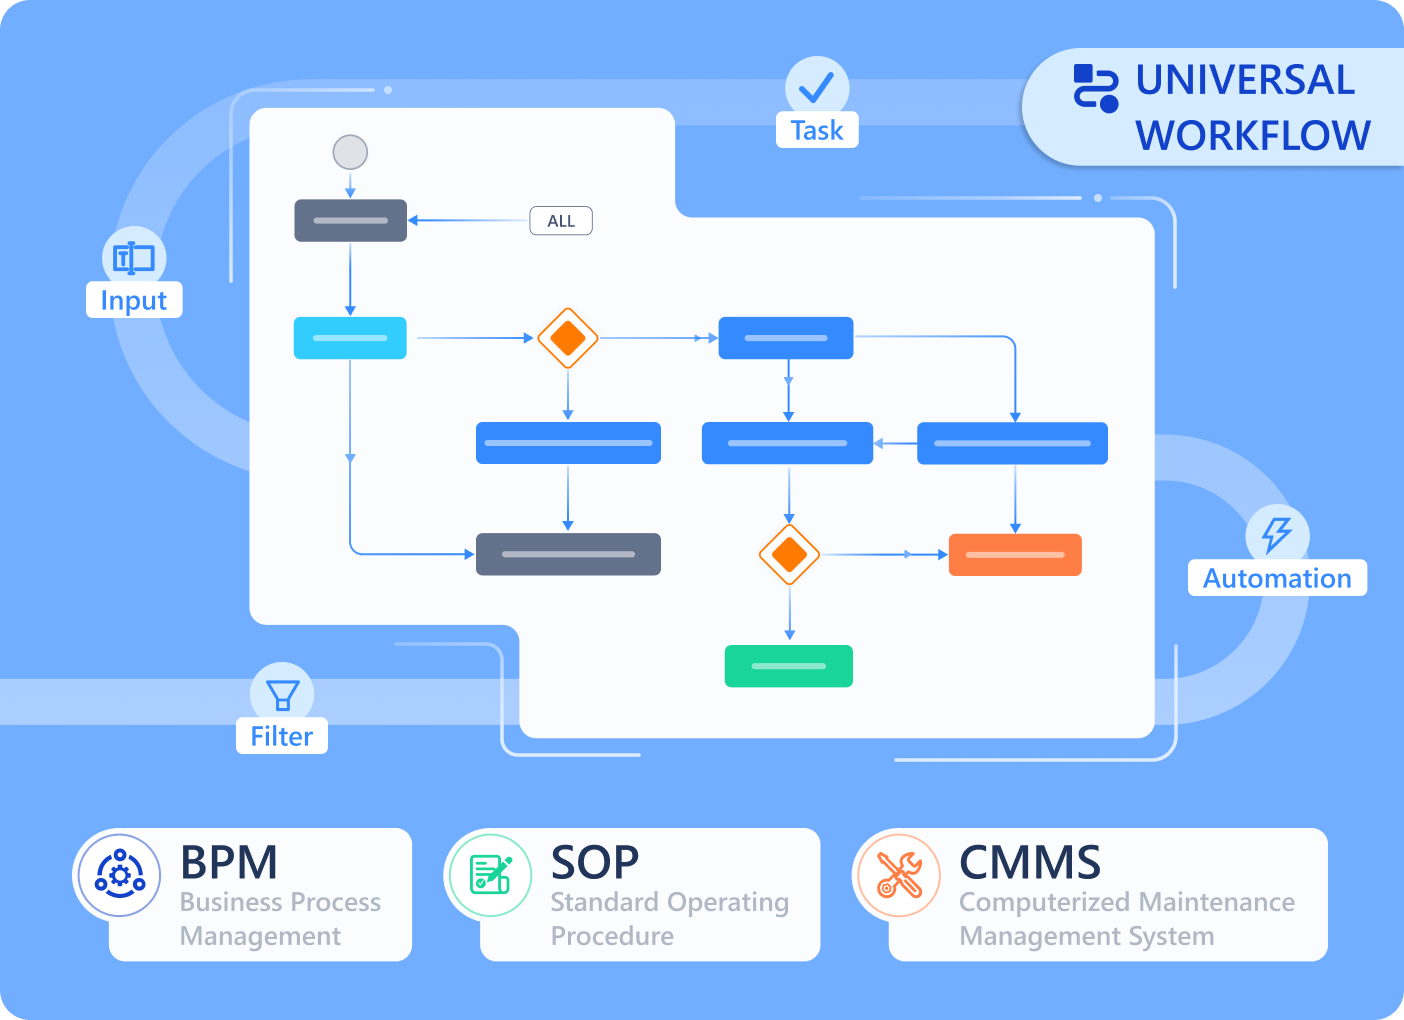 UNIVERSAL
WORKFLOW
Task
ALL
Input
Automation
Filter
BPM
Business Process
Management
SOP
Standard Operating
Procedure
CMMS
Computerized Maintenance
Management System